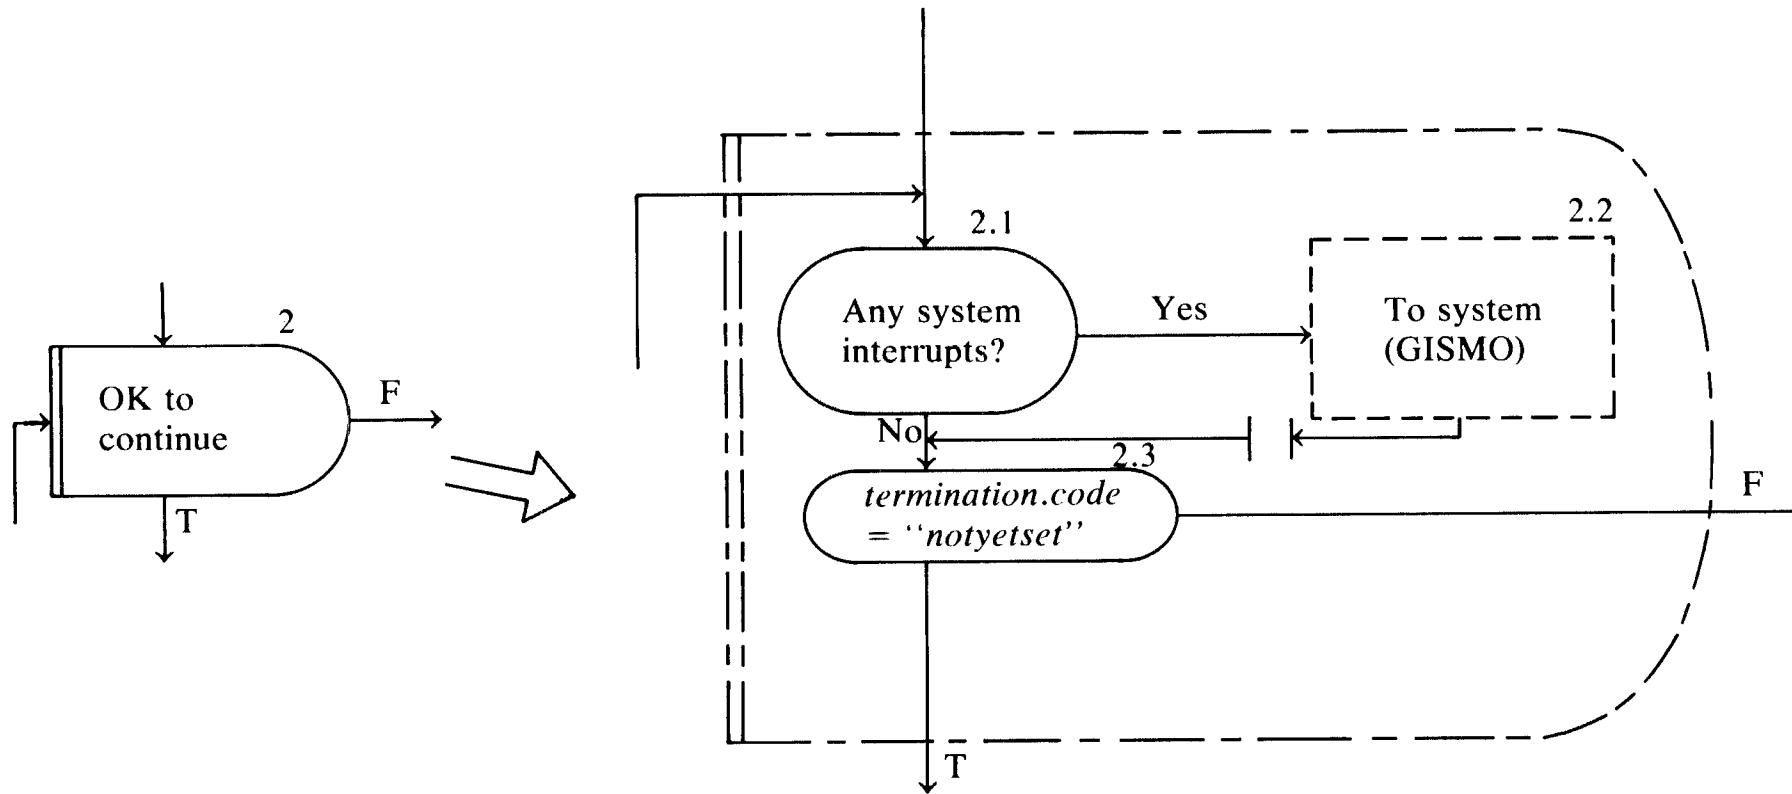 2
OK to
continue
F
T
2.1
Any system
interrupts?
Yes
2.2
To system
(GISMO)
No
2.3
termination.code
= “notyetset”
F
T